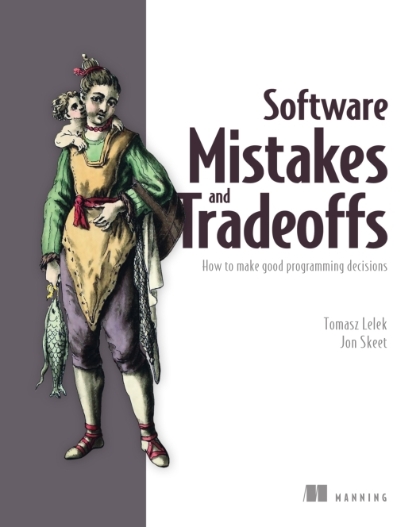 Software
Mistakes
and
Tradeoffs
How to make good programming decisions
Tomasz Lelek
Jon Skeet
MANNING